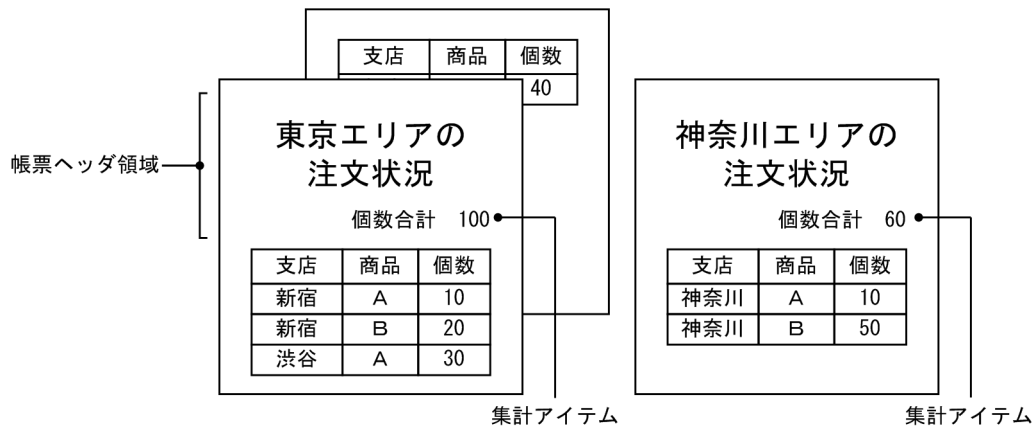 支店 商品 個数
40
帳票ヘッダ領域
東京エリアの
注文状況
個数合計 100
支店 商品 個数
新宿 A 10
新宿 B 20
渋谷 A 30
集計アイテム
神奈川エリアの
注文状況
個数合計 60
支店 商品 個数
神奈川 A 10
神奈川 B 50
集計アイテム